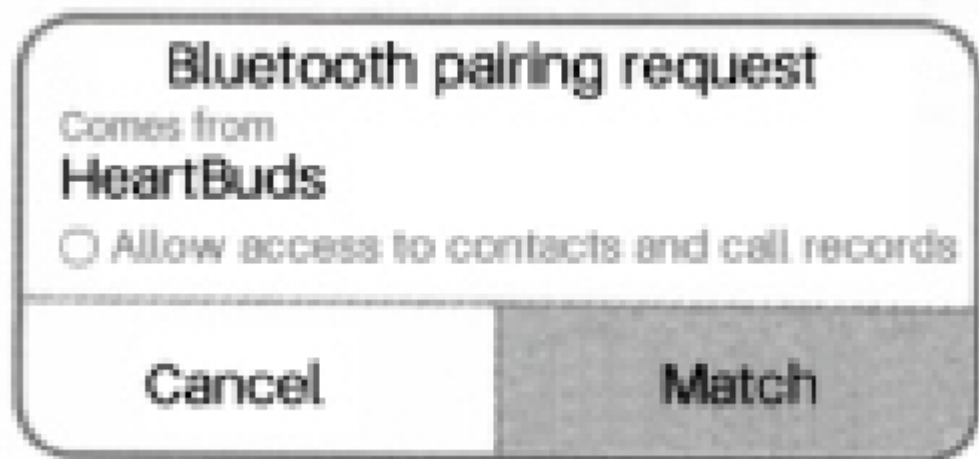 Bluetooth pairing request
Comes from
HeartBuds
Allow access to contacts and call records
Cancel
Match